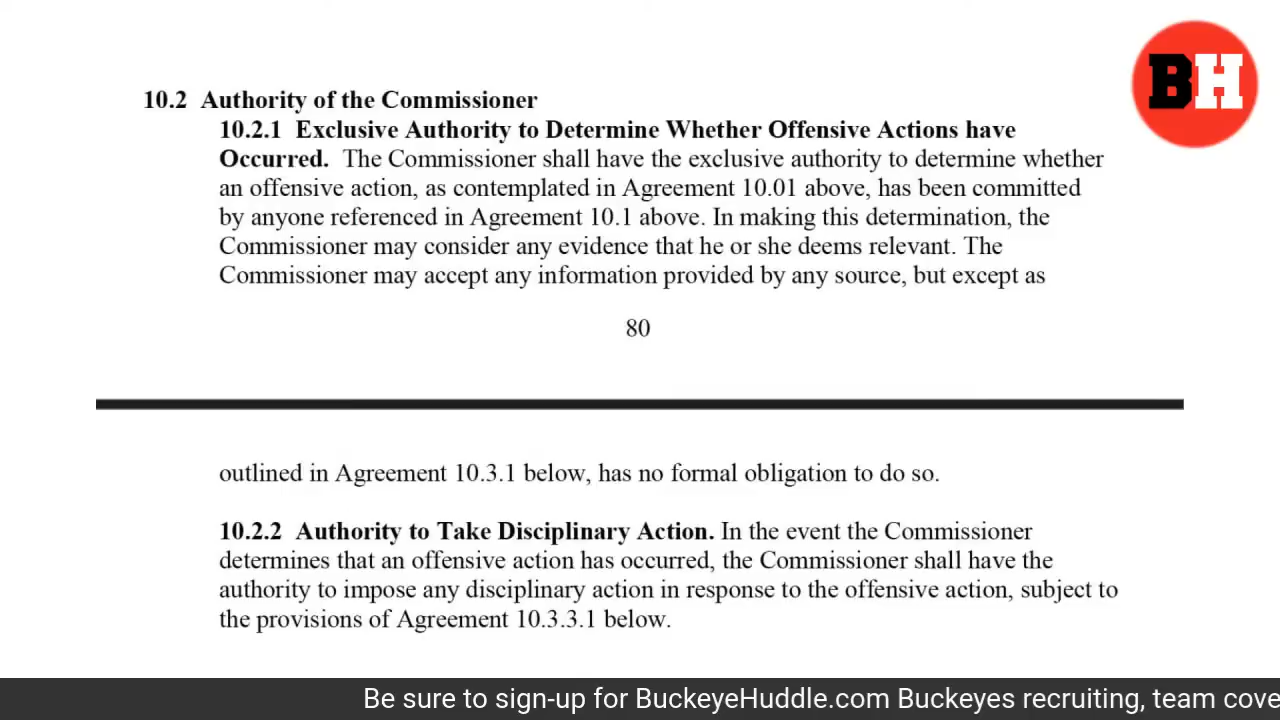 BH
10.2 Authority of the Commissioner
10.2.1 Exclusive Authority to Determine Whether Offensive Actions have
Occurred. The Commissioner shall have the exclusive authority to determine whether
an offensive action, as contemplated in Agreement 10.01 above, has been committed
by anyone referenced in Agreement 10.1 above. In making this determination, the
Commissioner may consider any evidence that he or she deems relevant. The
Commissioner may accept any information provided by any source, but except as
80
outlined in Agreement 10.3.1 below, has no formal obligation to do so.
10.2.2 Authority to Take Disciplinary Action. In the event the Commissioner
determines that an offensive action has occurred, the Commissioner shall have the
authority to impose any disciplinary action in response to the offensive action, subject to
the provisions of Agreement 10.3.3.1 below.
Be sure to sign-up for BuckeyeHuddle.com Buckeyes recruiting, team cove